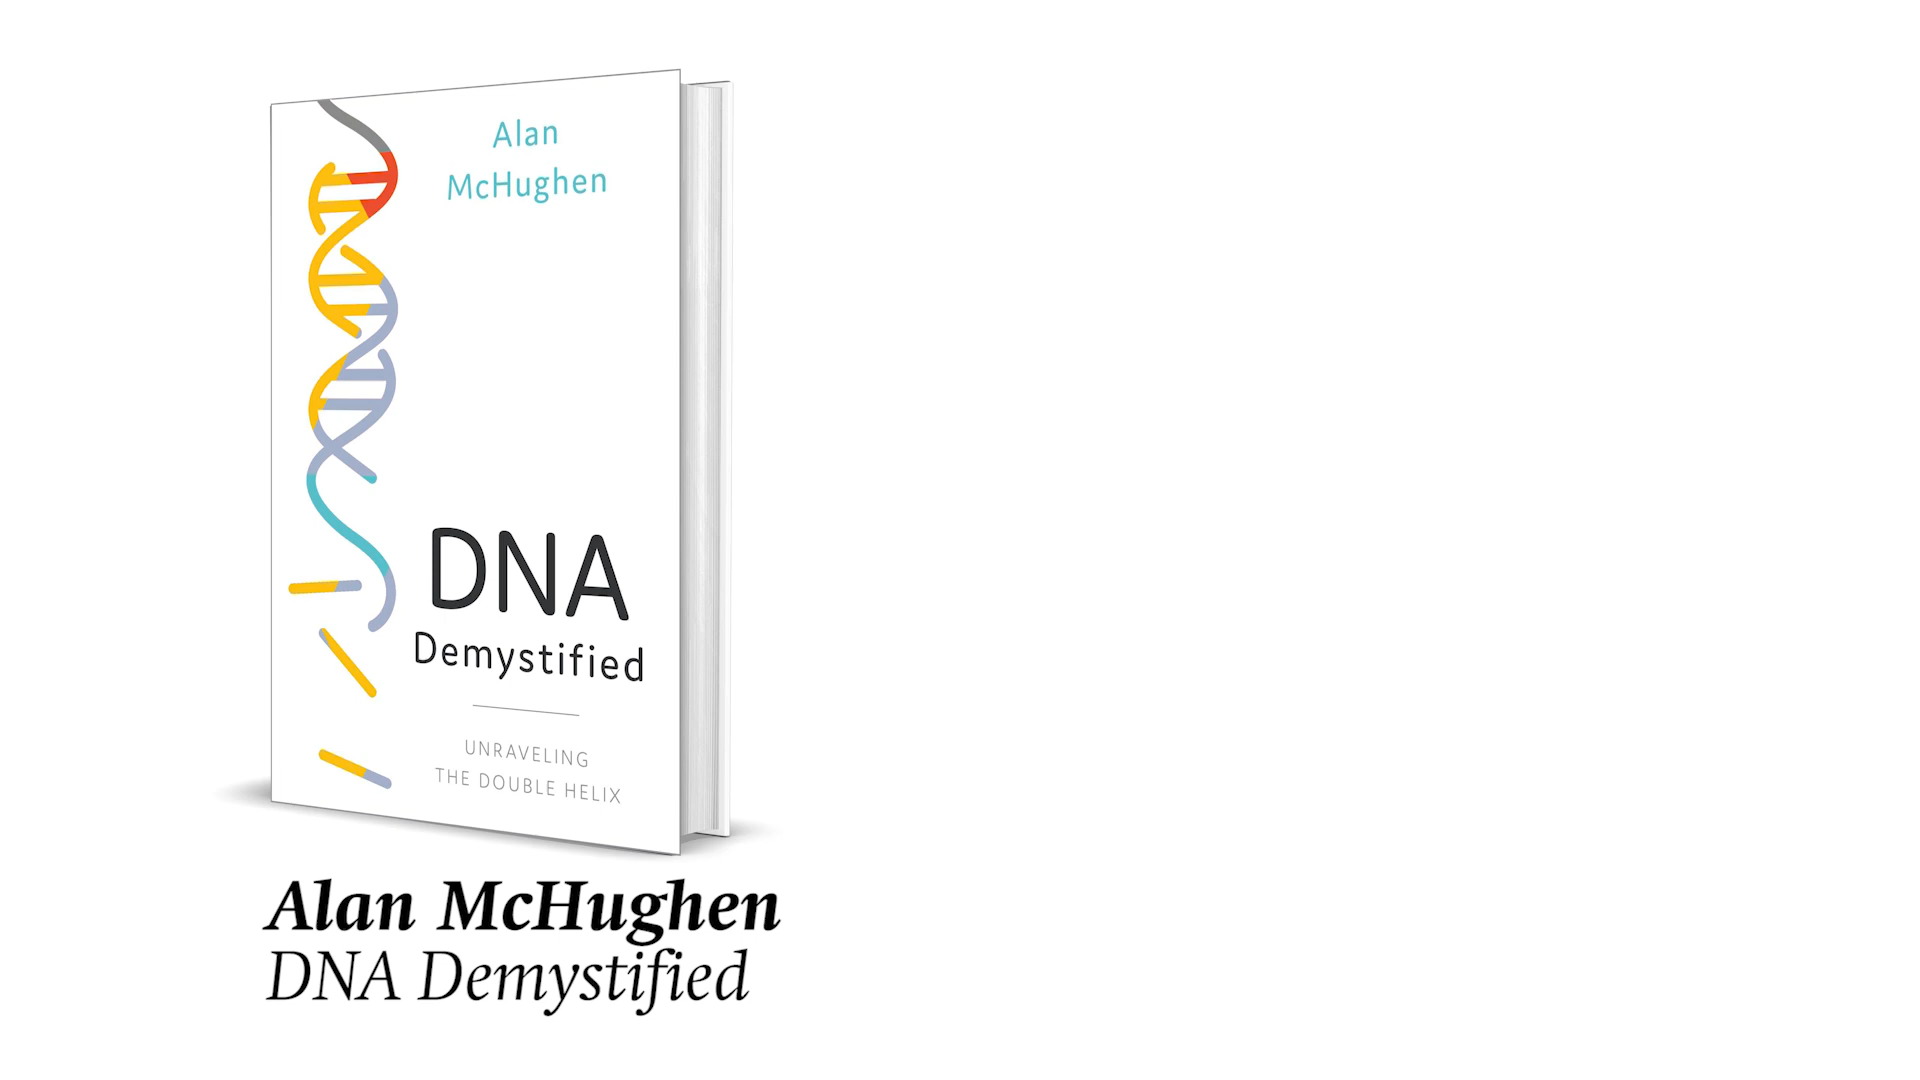 Alan
McHughen
DNA
Demystified
UNRAVELING
THE DOUBLE HELIX
Alan McHughen
DNA Demystified